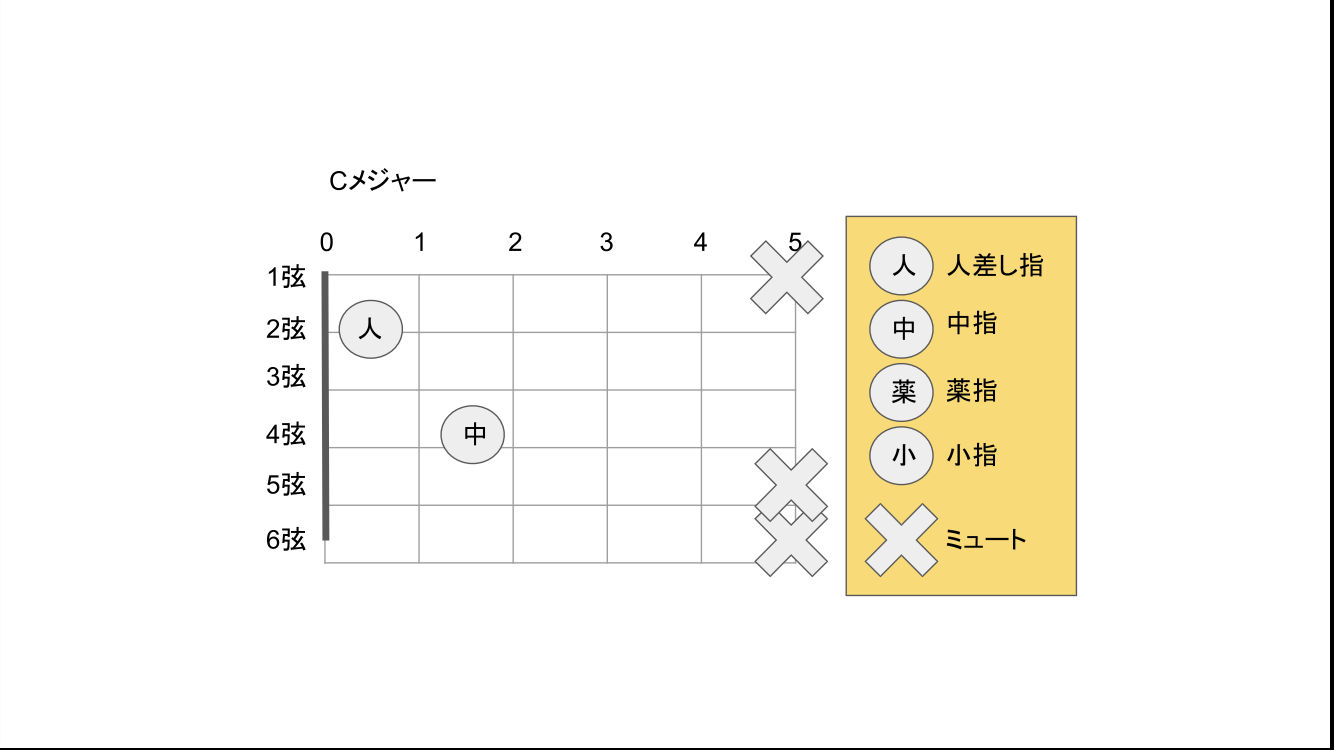 Cメジャー
0 1 2 3 4 5
1弦
2弦 人
3弦
4弦 中
5弦
6弦
人 人差し指
中 中指
薬 薬指
小 小指
ミュート